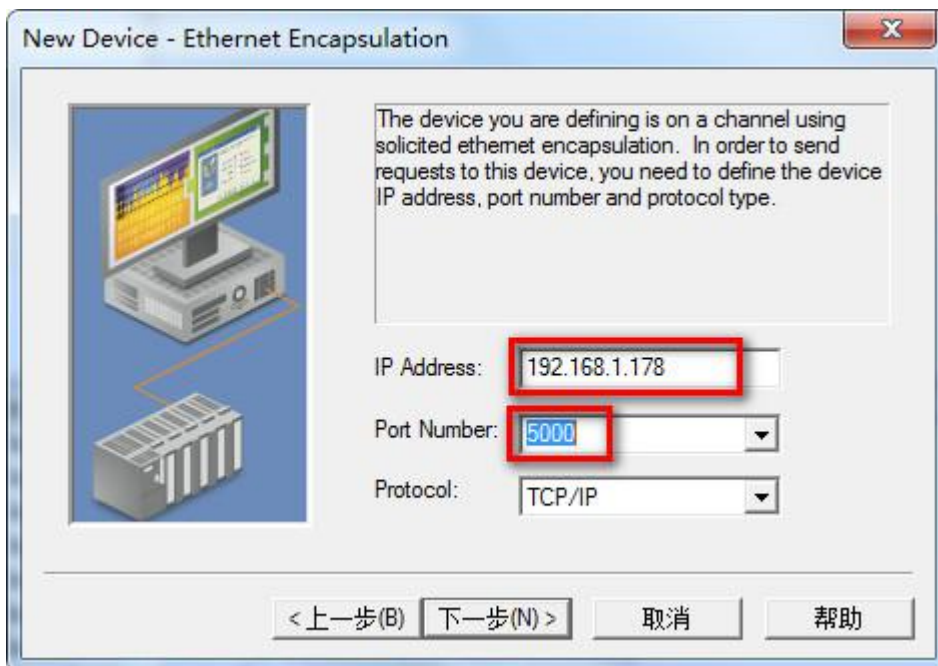 New Device - Ethernet Encapsulation
The device you are defining is on a channel using
solicited ethernet encapsulation. In order to send
requests to this device, you need to define the device
IP address, port number and protocol type.
IP Address: 192.168.1.178
Port Number: 5000
Protocol: TCP/IP
<上一步(B) 下一步(N)> 取消 帮助